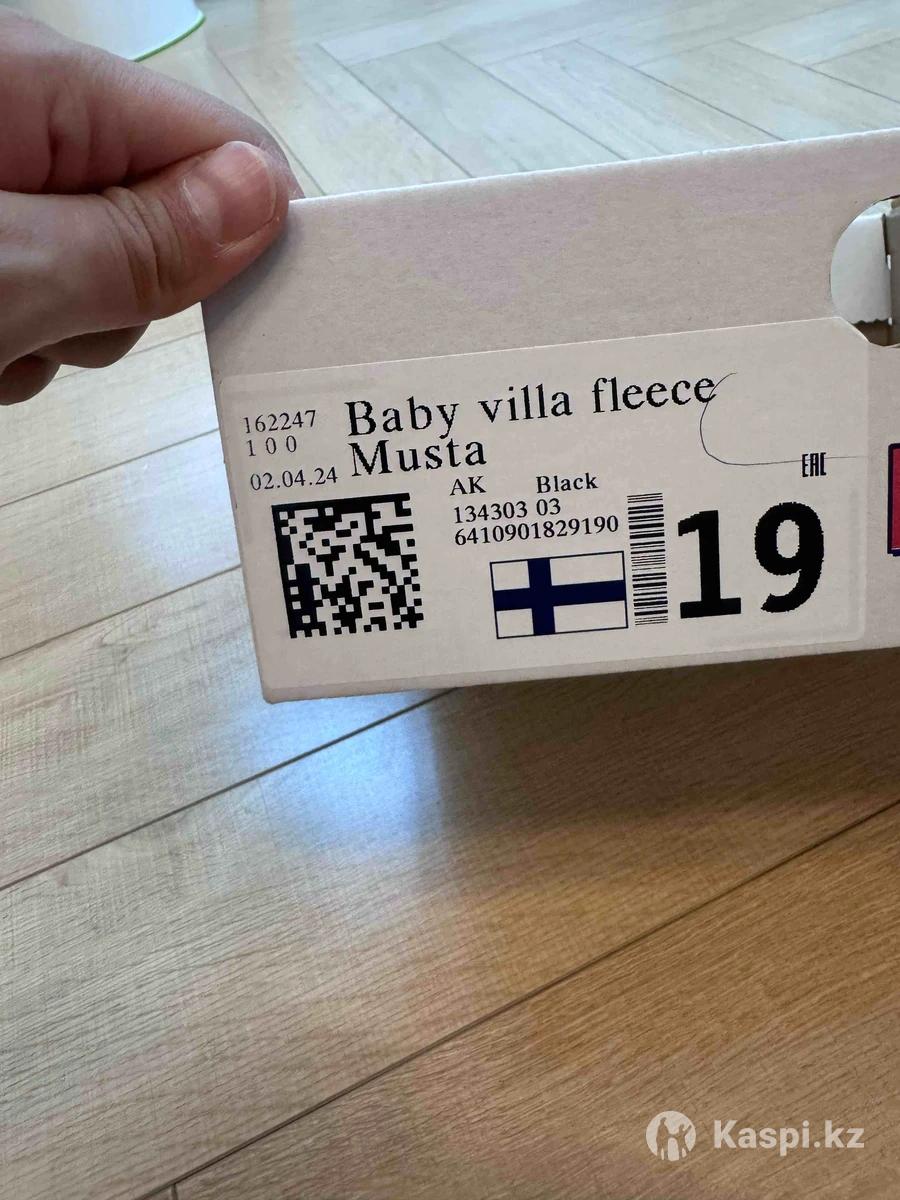 162247
100
02.04.24
Baby villa fleece
Musta
EAC
AK Black
134303 03
6410901829190
19
Kaspi.kz